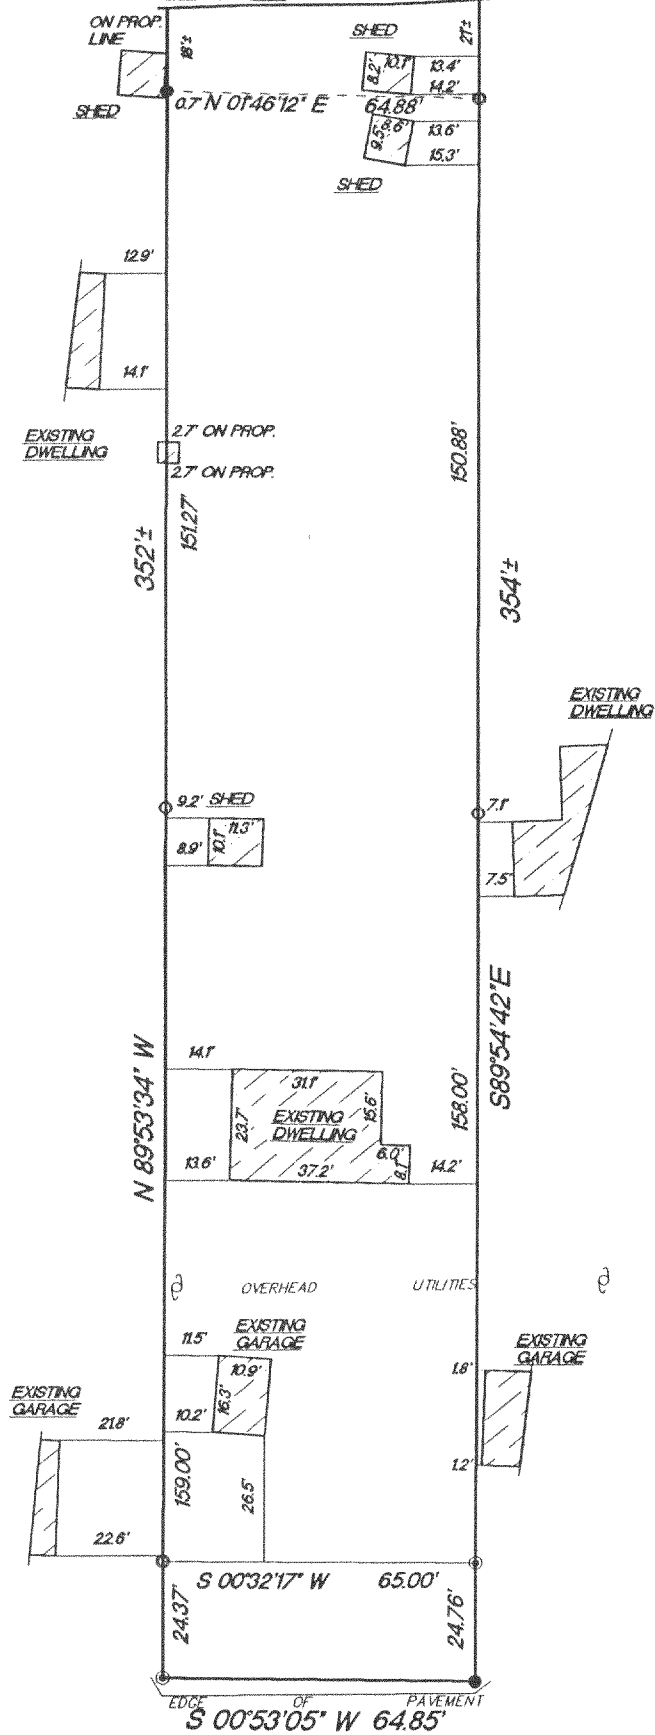 ON PROP.
LINE
18'±
21'±
SHED
8.2'
10.1'
13.4'
14.2'
SHED
0.7'
N 01°46'12" E
64.88'
9.5'
8.6'
13.6'
15.3'
SHED
12.9'
14.1'
EXISTING
DWELLING
2.7' ON PROP.
2.7' ON PROP.
151.27'
150.88'
352'±
354'±
EXISTING
DWELLING
9.2'
SHED
8.9'
10.1'
11.3'
7.1'
7.5'
N 89°53'34" W
S89°54'42"E
14.1'
31.1'
23.7'
EXISTING
DWELLING
15.6'
158.00'
13.6'
37.2'
6.0'
8.1'
14.2'
OVERHEAD UTILITIES
11.5'
EXISTING
GARAGE
10.9'
16.3'
10.2'
EXISTING
GARAGE
1.8'
1.2'
EXISTING
GARAGE
21.8'
22.6'
159.00'
26.5'
S 00°32'17" W 65.00'
24.37'
24.76'
EDGE OF PAVEMENT
S 00°53'05" W 64.85'